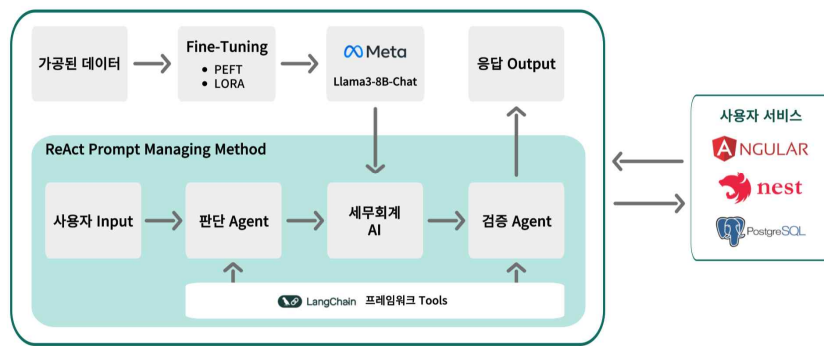 가공된 데이터
Fine-Tuning
• PEFT
• LORA
Meta
Llama3-8B-Chat
응답 Output
ReAct Prompt Managing Method
사용자 Input
판단 Agent
세무회계
AI
검증 Agent
LangChain 프레임워크 Tools
사용자 서비스
ANGULAR
nest
PostgreSQL